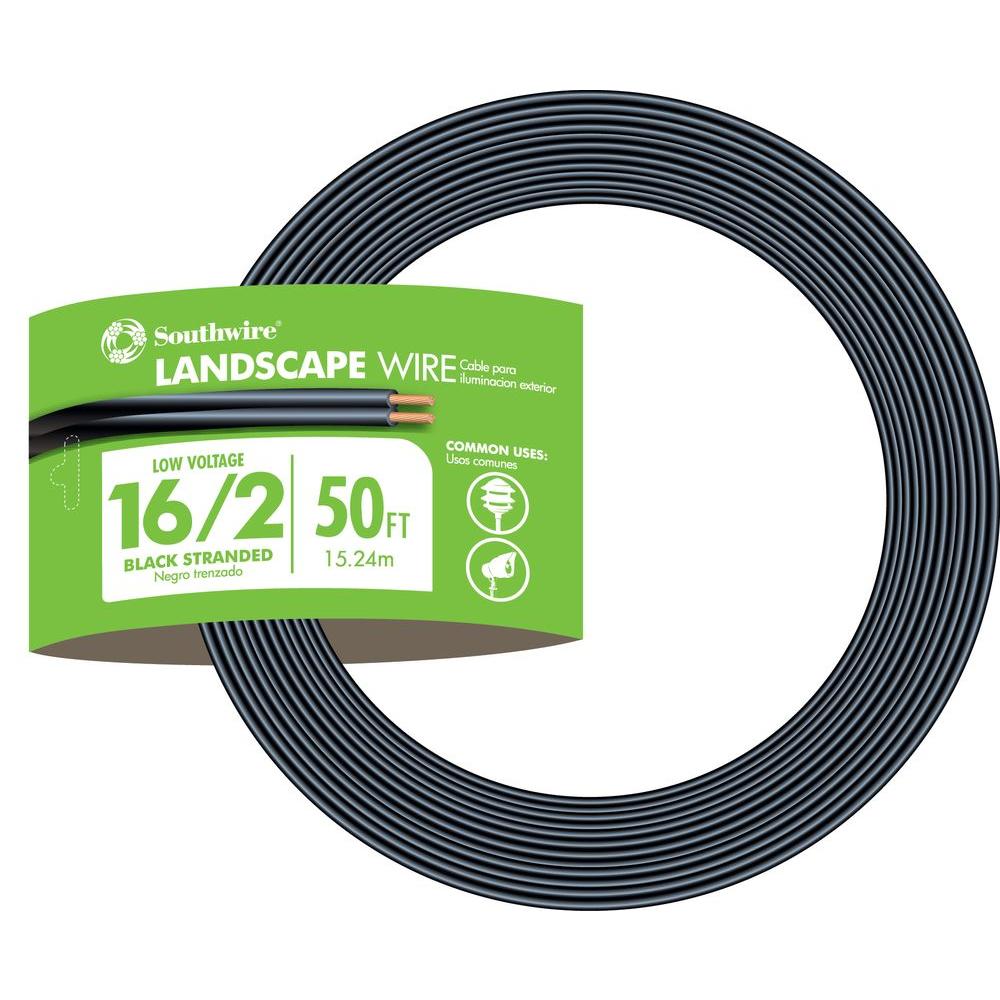 Southwire®
LANDSCAPE WIRE
Cable para
iluminacion exterior
LOW VOLTAGE
16/2
BLACK STRANDED
Negro trenzado
50FT
15.24m
COMMON USES:
Usos comunes